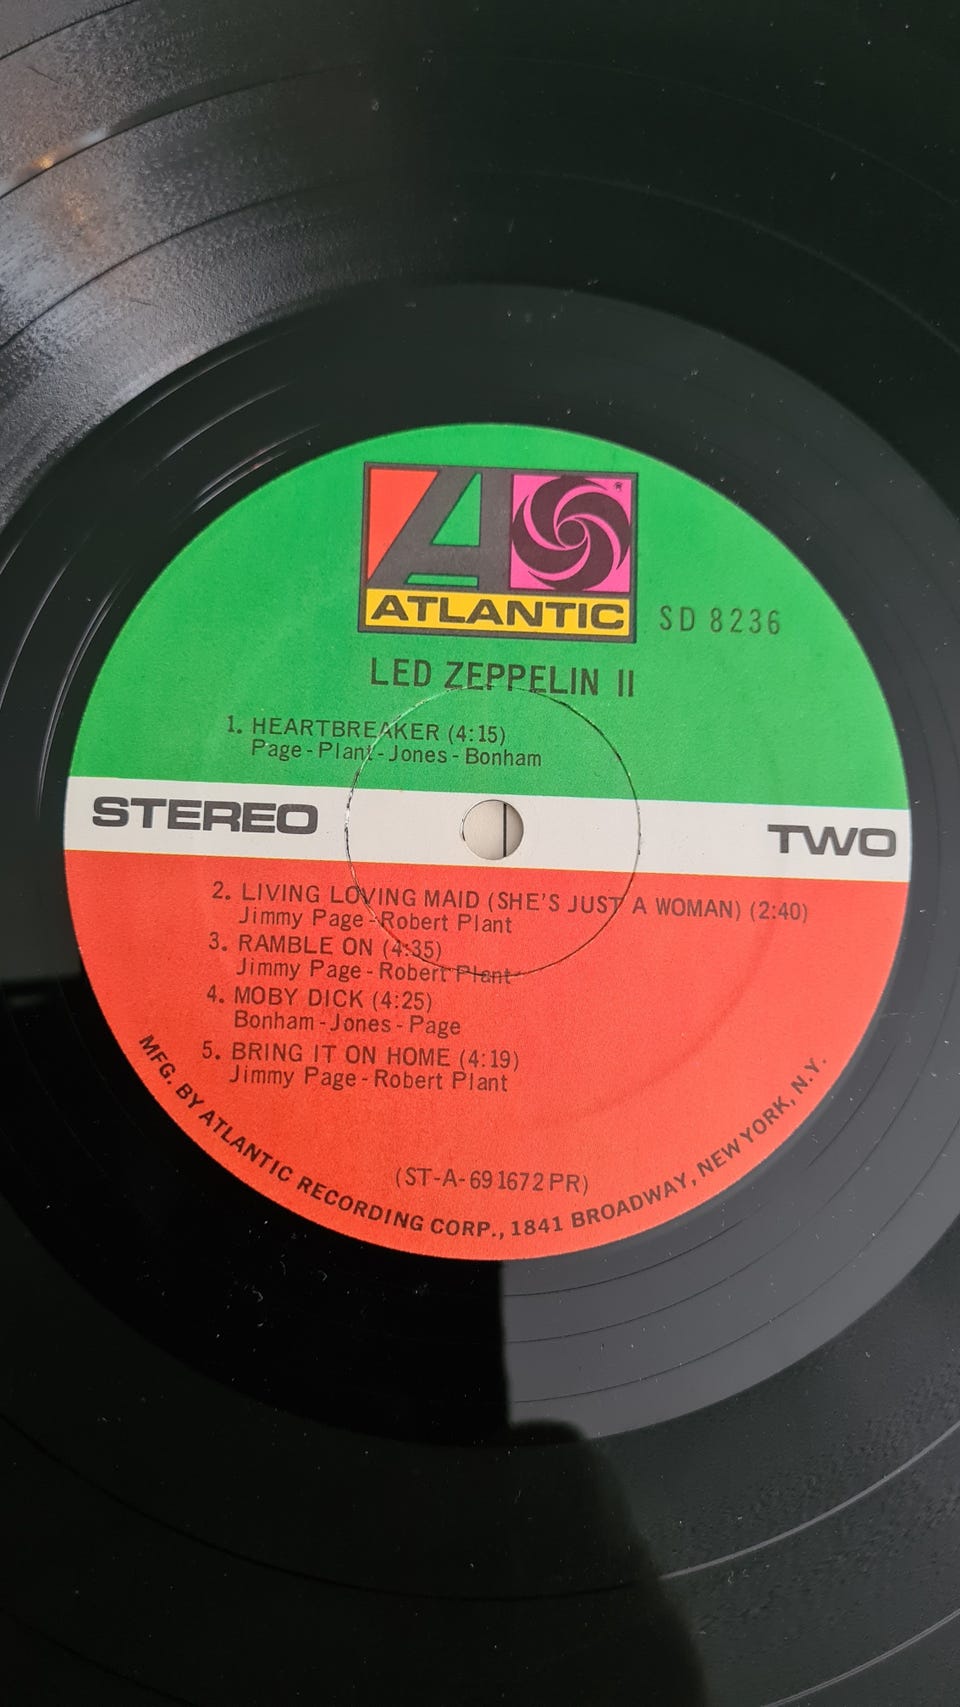 A
ATLANTIC
SD 8236
LED ZEPPELIN II
1. HEARTBREAKER (4:15)
Page - Plant - Jones - Bonham
STEREO
TWO
2. LIVING LOVING MAID (SHE'S JUST A WOMAN) (2:40)
Jimmy Page - Robert Plant
3. RAMBLE ON (4:35)
Jimmy Page - Robert Plant
4. MOBY DICK (4:25)
Bonham - Jones - Page
5. BRING IT ON HOME (4:19)
Jimmy Page - Robert Plant
(ST-A-691672 PR)
MFG. BY ATLANTIC RECORDING CORP., 1841 BROADWAY, NEW YORK, N.Y.